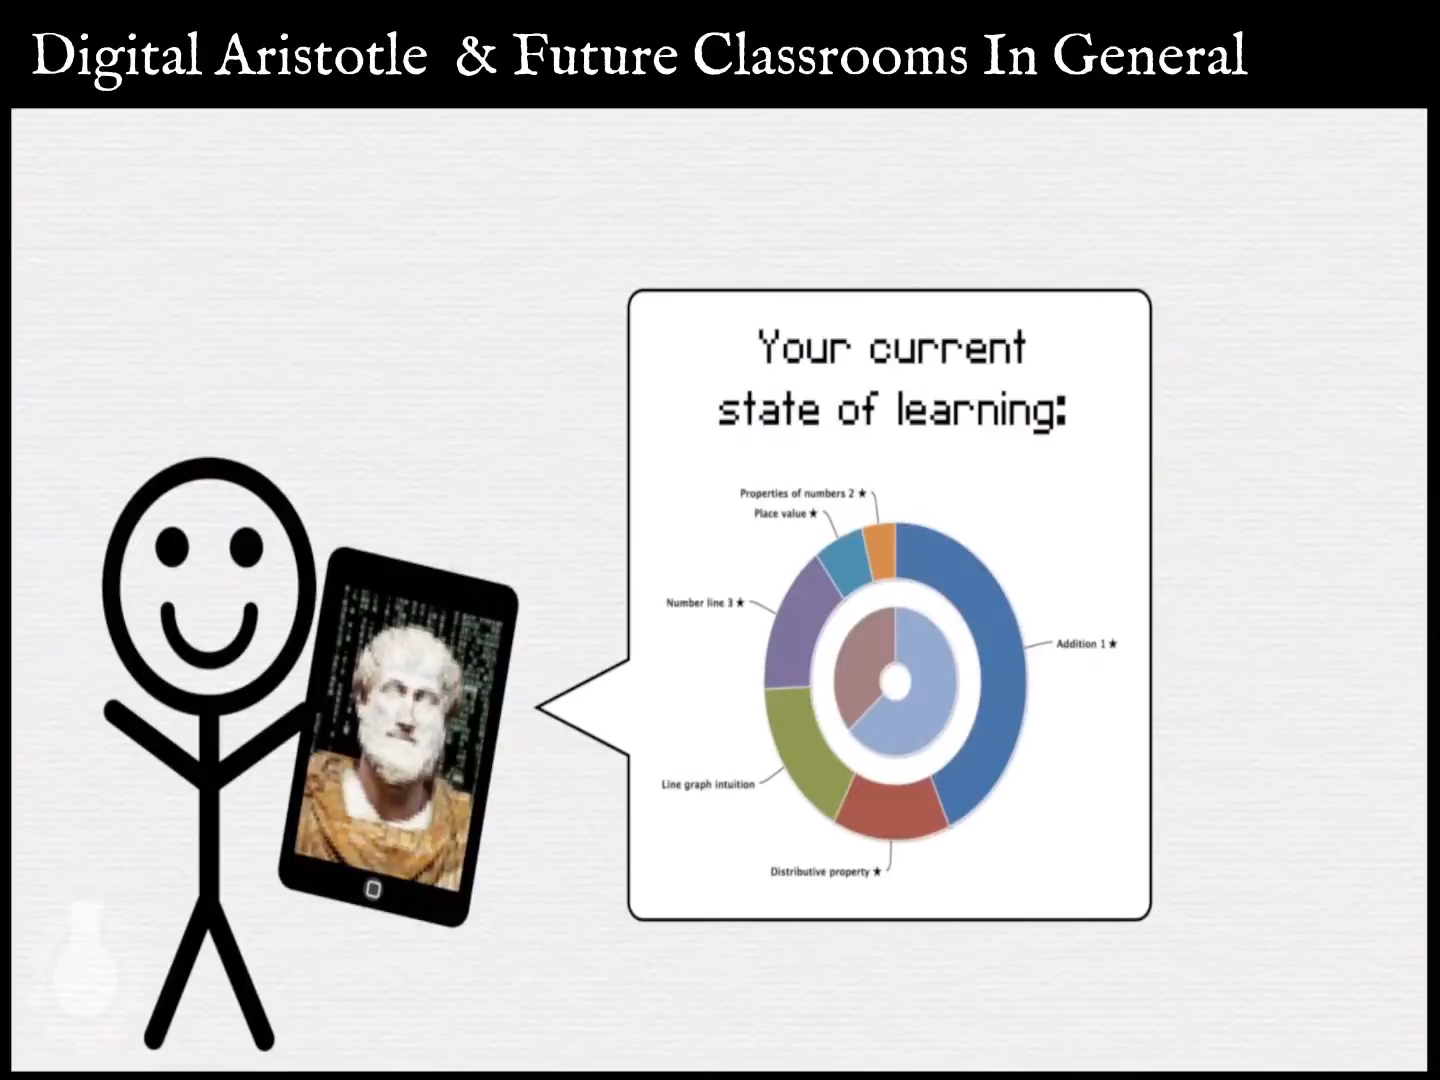 Digital Aristotle & Future Classrooms In General
Your current
state of learning:
Properties of numbers 2 ★
Place value ★
Number line 3 ★
Addition 1 ★
Line graph intuition
Distributive property ★